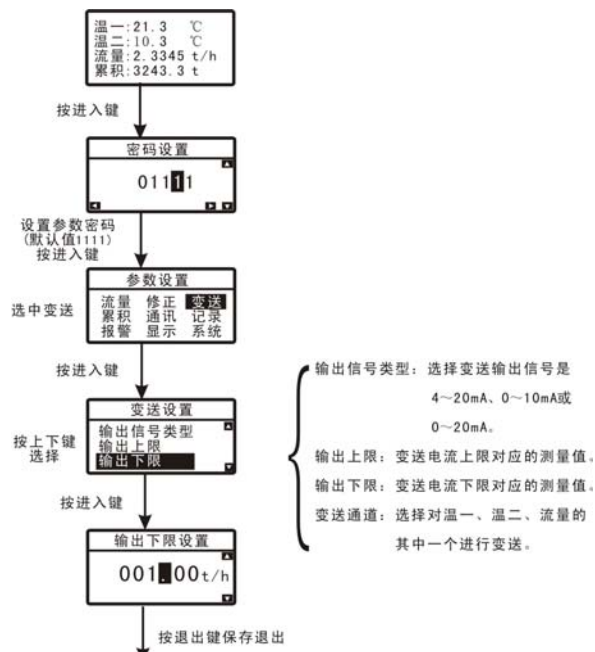 温一:21.3 ℃
温二:10.3 ℃
流量:2.3345 t/h
累积:3243.3 t
按进入键
密码设置
01111
设置参数密码
(默认值1111)
按进入键
参数设置
流量 修正 变送
累积 通讯 记录
报警 显示 系统
选中变送
按进入键
变送设置
输出信号类型
输出上限
输出下限
按上下键
选择
按进入键
输出下限设置
001.00t/h
按退出键保存退出
输出信号类型：选择变送输出信号是
4～20mA、0～10mA或
0～20mA。
输出上限：变送电流上限对应的测量值。
输出下限：变送电流下限对应的测量值。
变送通道：选择对温一、温二、流量的
其中一个进行变送。